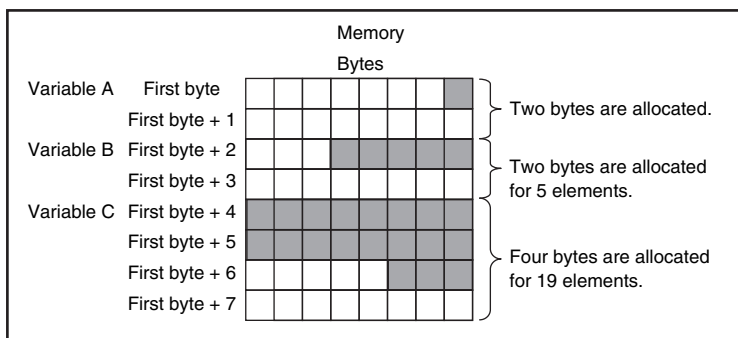 Memory
Bytes
Variable A First byte
First byte + 1
Two bytes are allocated.
Variable B First byte + 2
First byte + 3
Two bytes are allocated
for 5 elements.
Variable C First byte + 4
First byte + 5
First byte + 6
First byte + 7
Four bytes are allocated
for 19 elements.